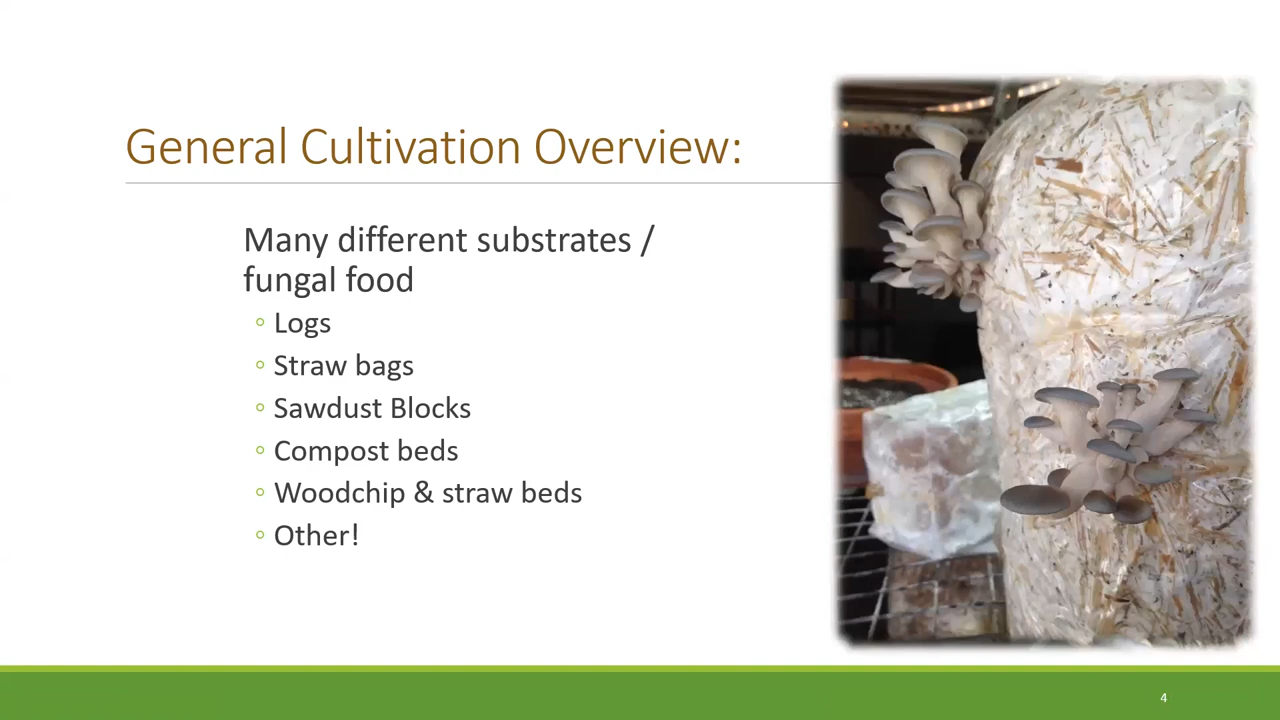 General Cultivation Overview:
Many different substrates /
fungal food
◦ Logs
◦ Straw bags
◦ Sawdust Blocks
◦ Compost beds
◦ Woodchip & straw beds
◦ Other!
4